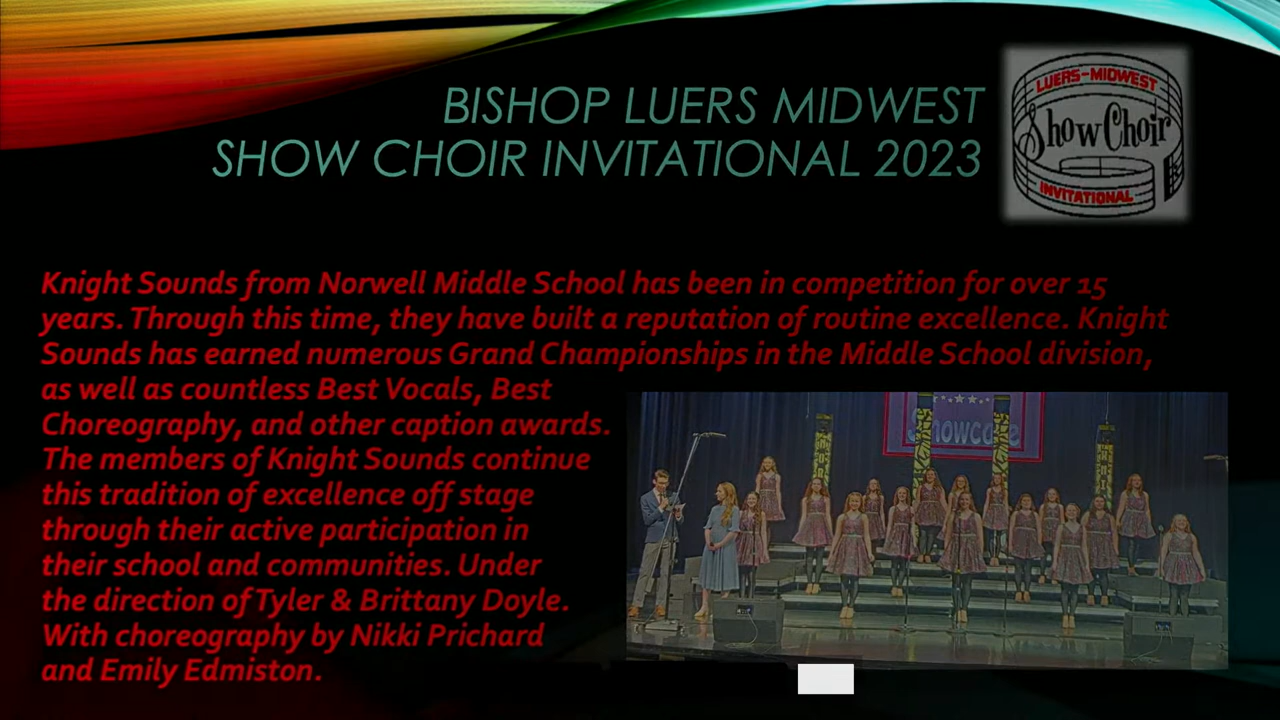 BISHOP LUERS MIDWEST
SHOW CHOIR INVITATIONAL 2023
LUERS-MIDWEST
Show Choir
INVITATIONAL
Knight Sounds from Norwell Middle School has been in competition for over 15
years. Through this time, they have built a reputation of routine excellence. Knight
Sounds has earned numerous Grand Championships in the Middle School division,
as well as countless Best Vocals, Best
Choreography, and other caption awards.
The members of Knight Sounds continue
this tradition of excellence off stage
through their active participation in
their school and communities. Under
the direction of Tyler & Brittany Doyle.
With choreography by Nikki Prichard
and Emily Edmiston.